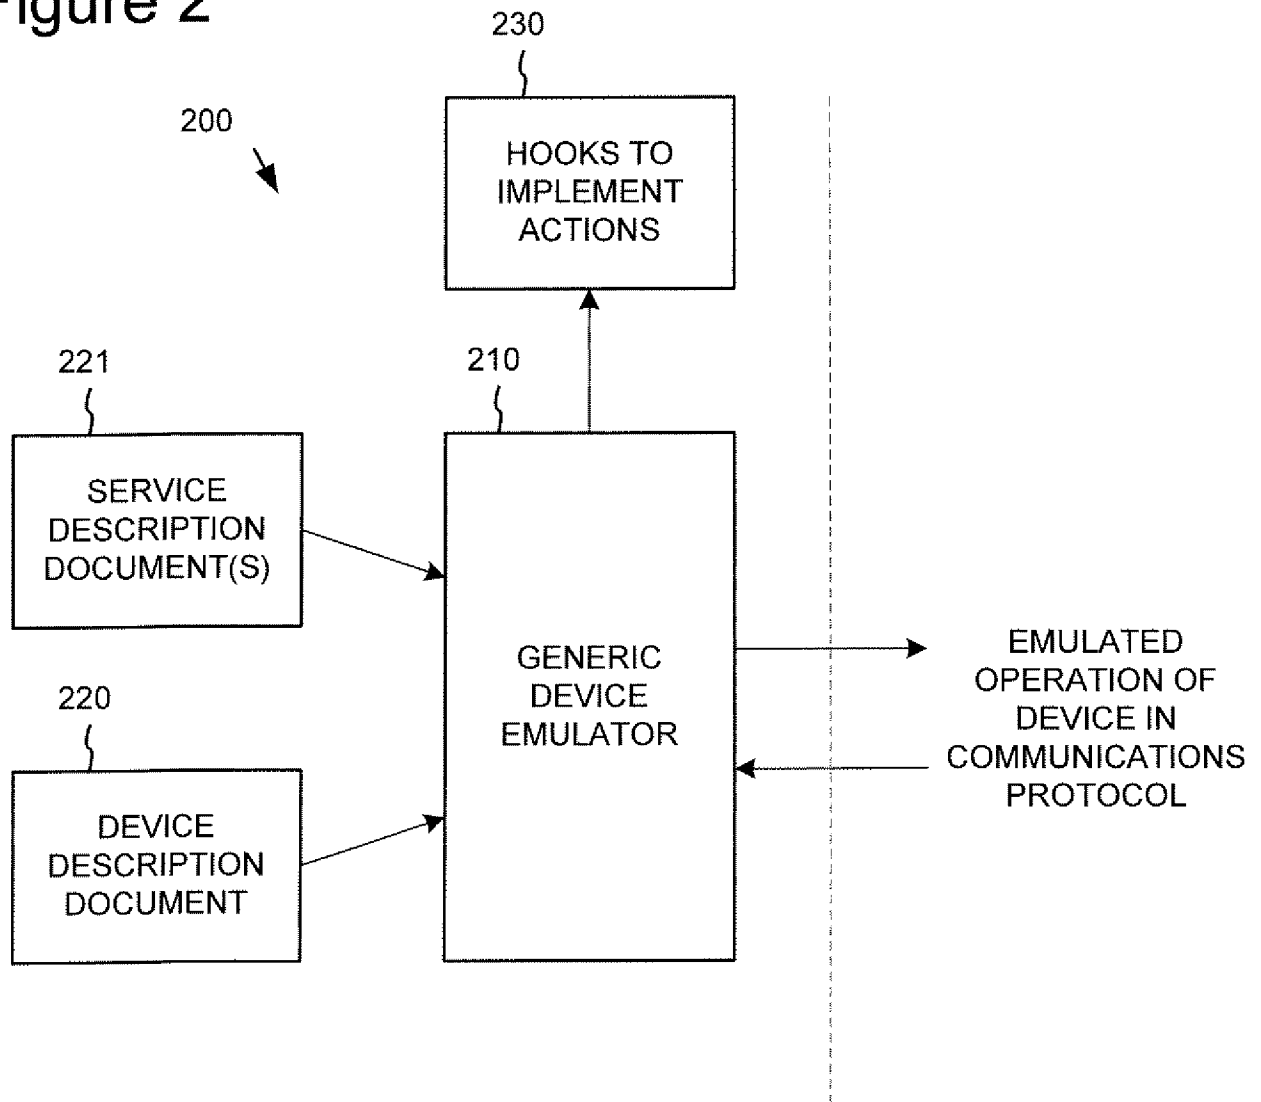 Figure 2
230
200
HOOKS TO
IMPLEMENT
ACTIONS
221
210
SERVICE
DESCRIPTION
DOCUMENT(S)
GENERIC
DEVICE
EMULATOR
EMULATED
OPERATION OF
DEVICE IN
COMMUNICATIONS
PROTOCOL
220
DEVICE
DESCRIPTION
DOCUMENT